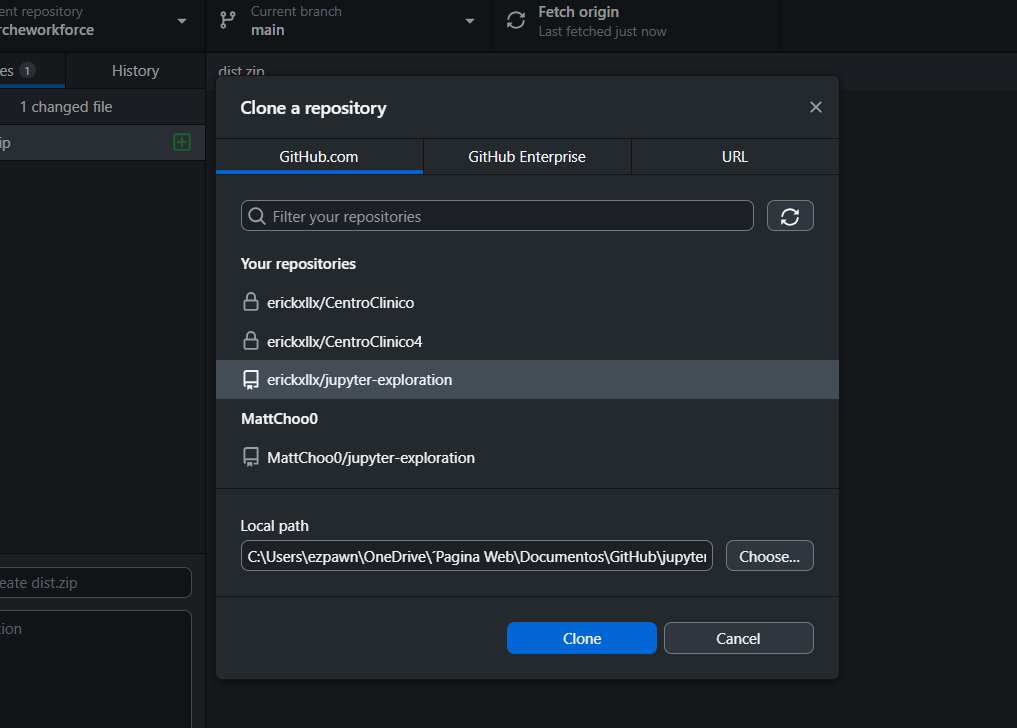 ent repository
rcheworkforce
Current branch
main
Fetch origin
Last fetched just now
es 1
History
dist.zip
1 changed file
ip
Clone a repository
GitHub.com
GitHub Enterprise
URL
Filter your repositories
Your repositories
erickxllx/CentroClinico
erickxllx/CentroClinico4
erickxllx/jupyter-exploration
MattChoo0
MattChoo0/jupyter-exploration
Local path
C:\Users\ezpawn\OneDrive\´Pagina Web\Documentos\GitHub\jupyter
Choose...
eate dist.zip
tion
Clone
Cancel